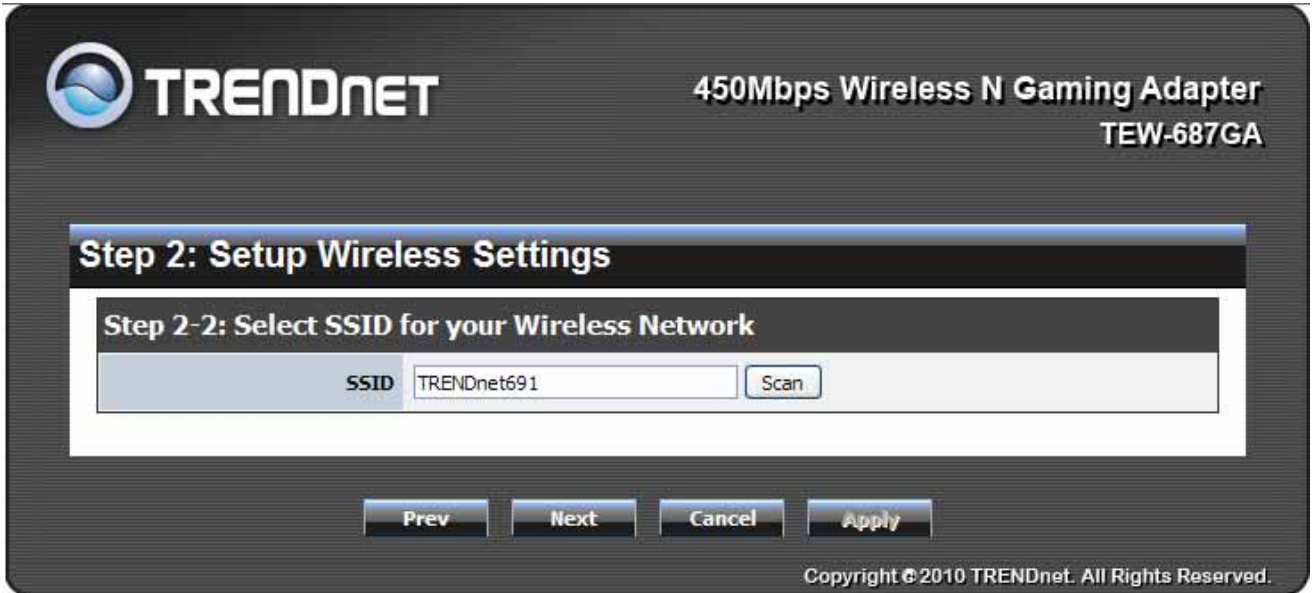 TRENDNET
450Mbps Wireless N Gaming Adapter
TEW-687GA
Step 2: Setup Wireless Settings
Step 2-2: Select SSID for your Wireless Network
SSID TRENDnet691 Scan
Prev Next Cancel Apply
Copyright © 2010 TRENDnet. All Rights Reserved.